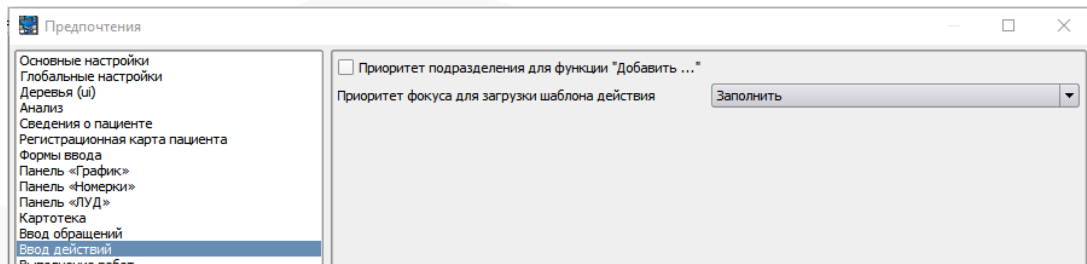 Предпочтения
Основные настройки
Глобальные настройки
Деревья (ui)
Анализ
Сведения о пациенте
Регистрационная карта пациента
Формы ввода
Панель «График»
Панель «Номерки»
Панель «ЛУД»
Картотека
Ввод обращений
Ввод действий
Выполнение работ
Приоритет подразделения для функции "Добавить ..."
Приоритет фокуса для загрузки шаблона действия Заполнить